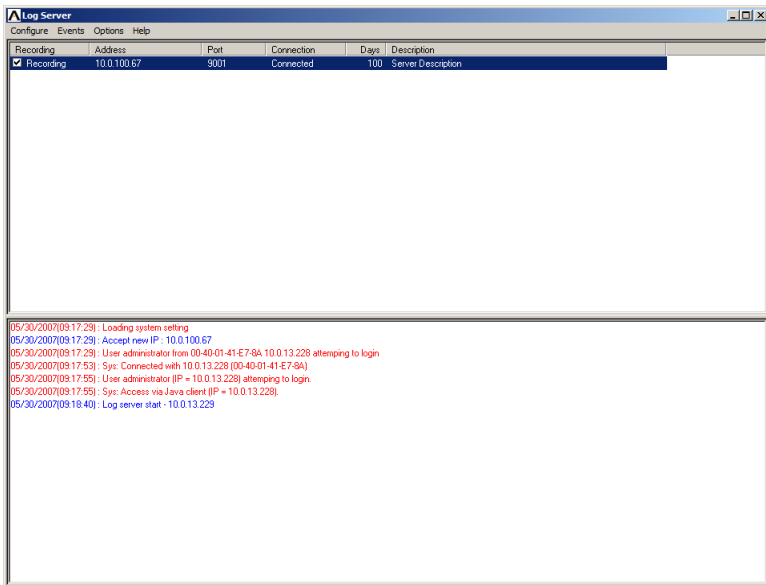 Log Server
Configure Events Options Help
Recording Address Port Connection Days Description
Recording 10.0.100.67 9001 Connected 100 Server Description
05/30/2007(09:17:29) : Loading system setting
05/30/2007(09:17:29) : Accept new IP : 10.0.100.67
05/30/2007(09:17:29) : User administrator from 00-40-01-41-E7-8A 10.0.13.228 attemping to login
05/30/2007(09:17:53) : Sys: Connected with 10.0.13.228 (00-40-01-41-E7-8A)
05/30/2007(09:17:55) : User administrator (IP = 10.0.13.228) attemping to login.
05/30/2007(09:17:55) : Sys: Access via Java client (IP = 10.0.13.228).
05/30/2007(09:18:40) : Log server start - 10.0.13.229